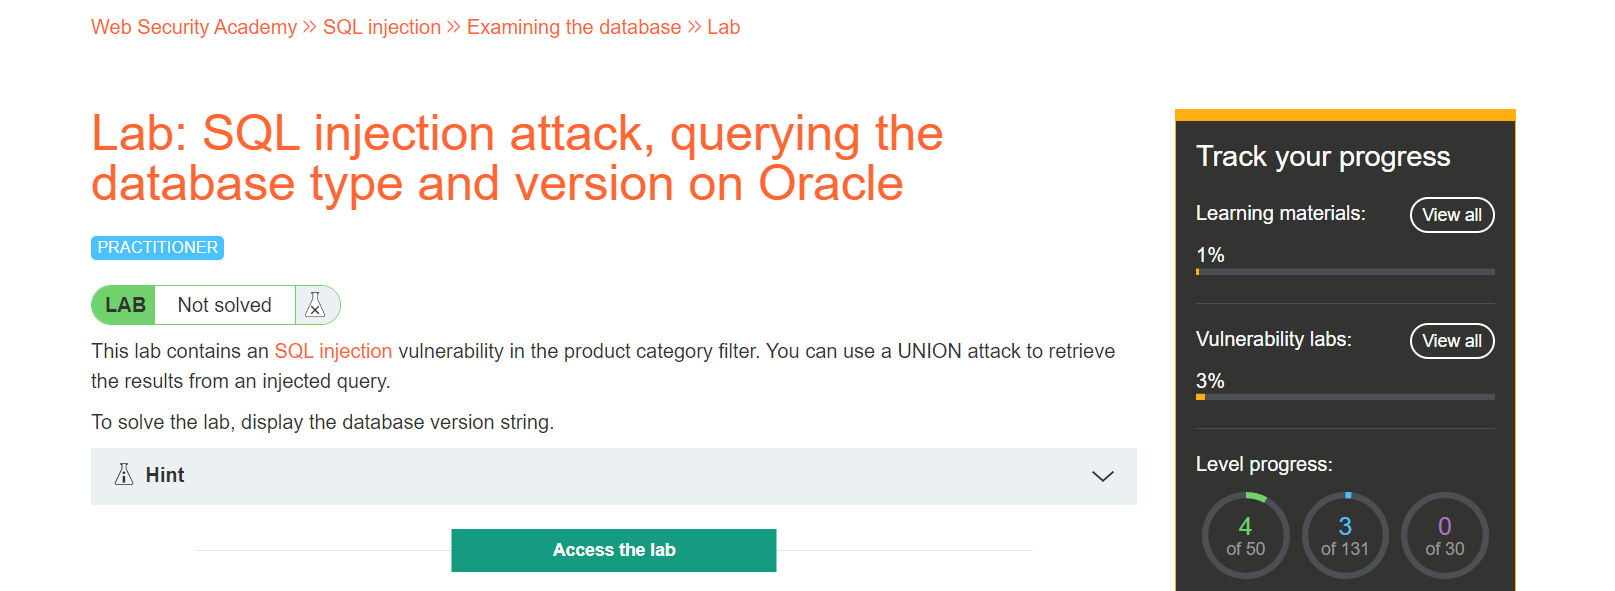 Web Security Academy » SQL injection » Examining the database » Lab
Lab: SQL injection attack, querying the
database type and version on Oracle
PRACTITIONER
LAB Not solved
This lab contains an SQL injection vulnerability in the product category filter. You can use a UNION attack to retrieve
the results from an injected query.
To solve the lab, display the database version string.
Hint
Access the lab
Track your progress
Learning materials: View all
1%
Vulnerability labs: View all
3%
Level progress:
4 3 0
of 50 of 131 of 30